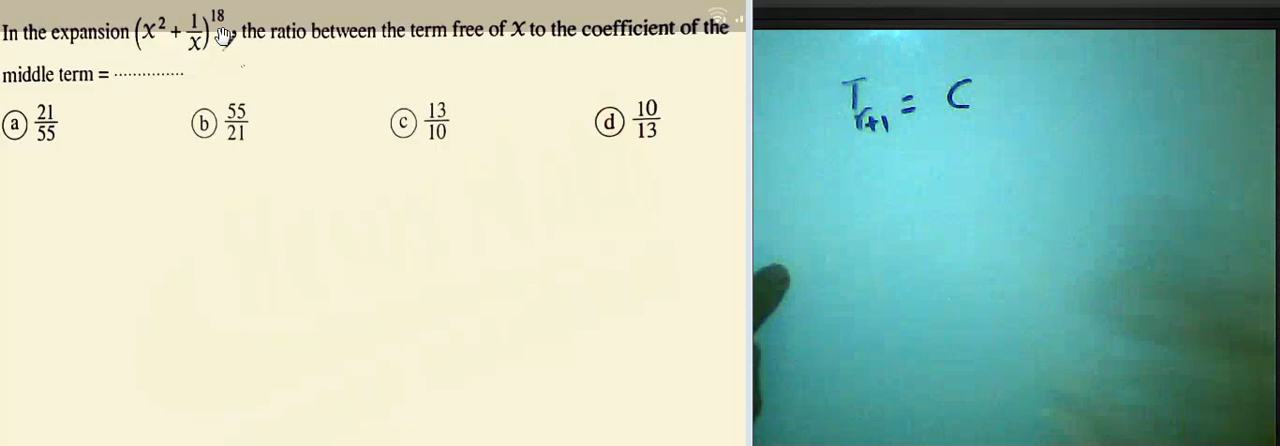 In the expansion (x² + 1/x)¹⁸, the ratio between the term free of X to the coefficient of the
middle term = ...............
a 21/55 b 55/21 c 13/10 d 10/13
T r+1 = C